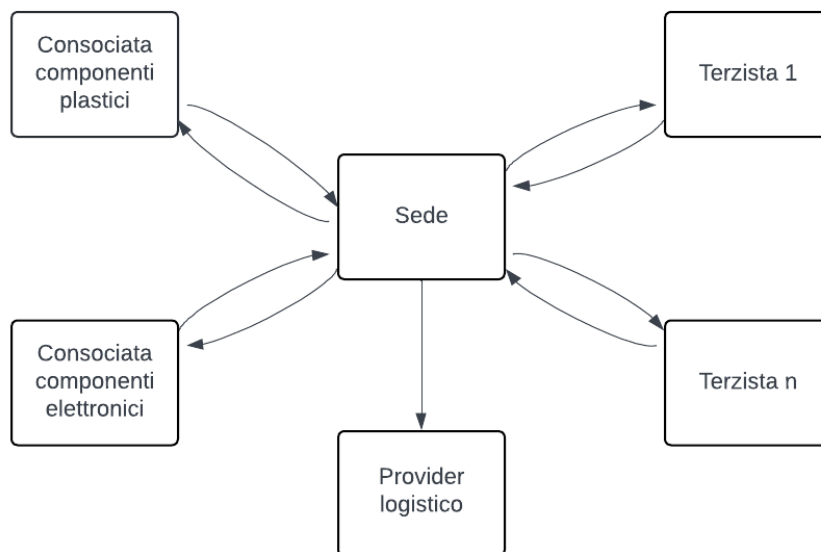 Consociata
componenti
plastici
Terzista 1
Sede
Consociata
componenti
elettronici
Terzista n
Provider
logistico